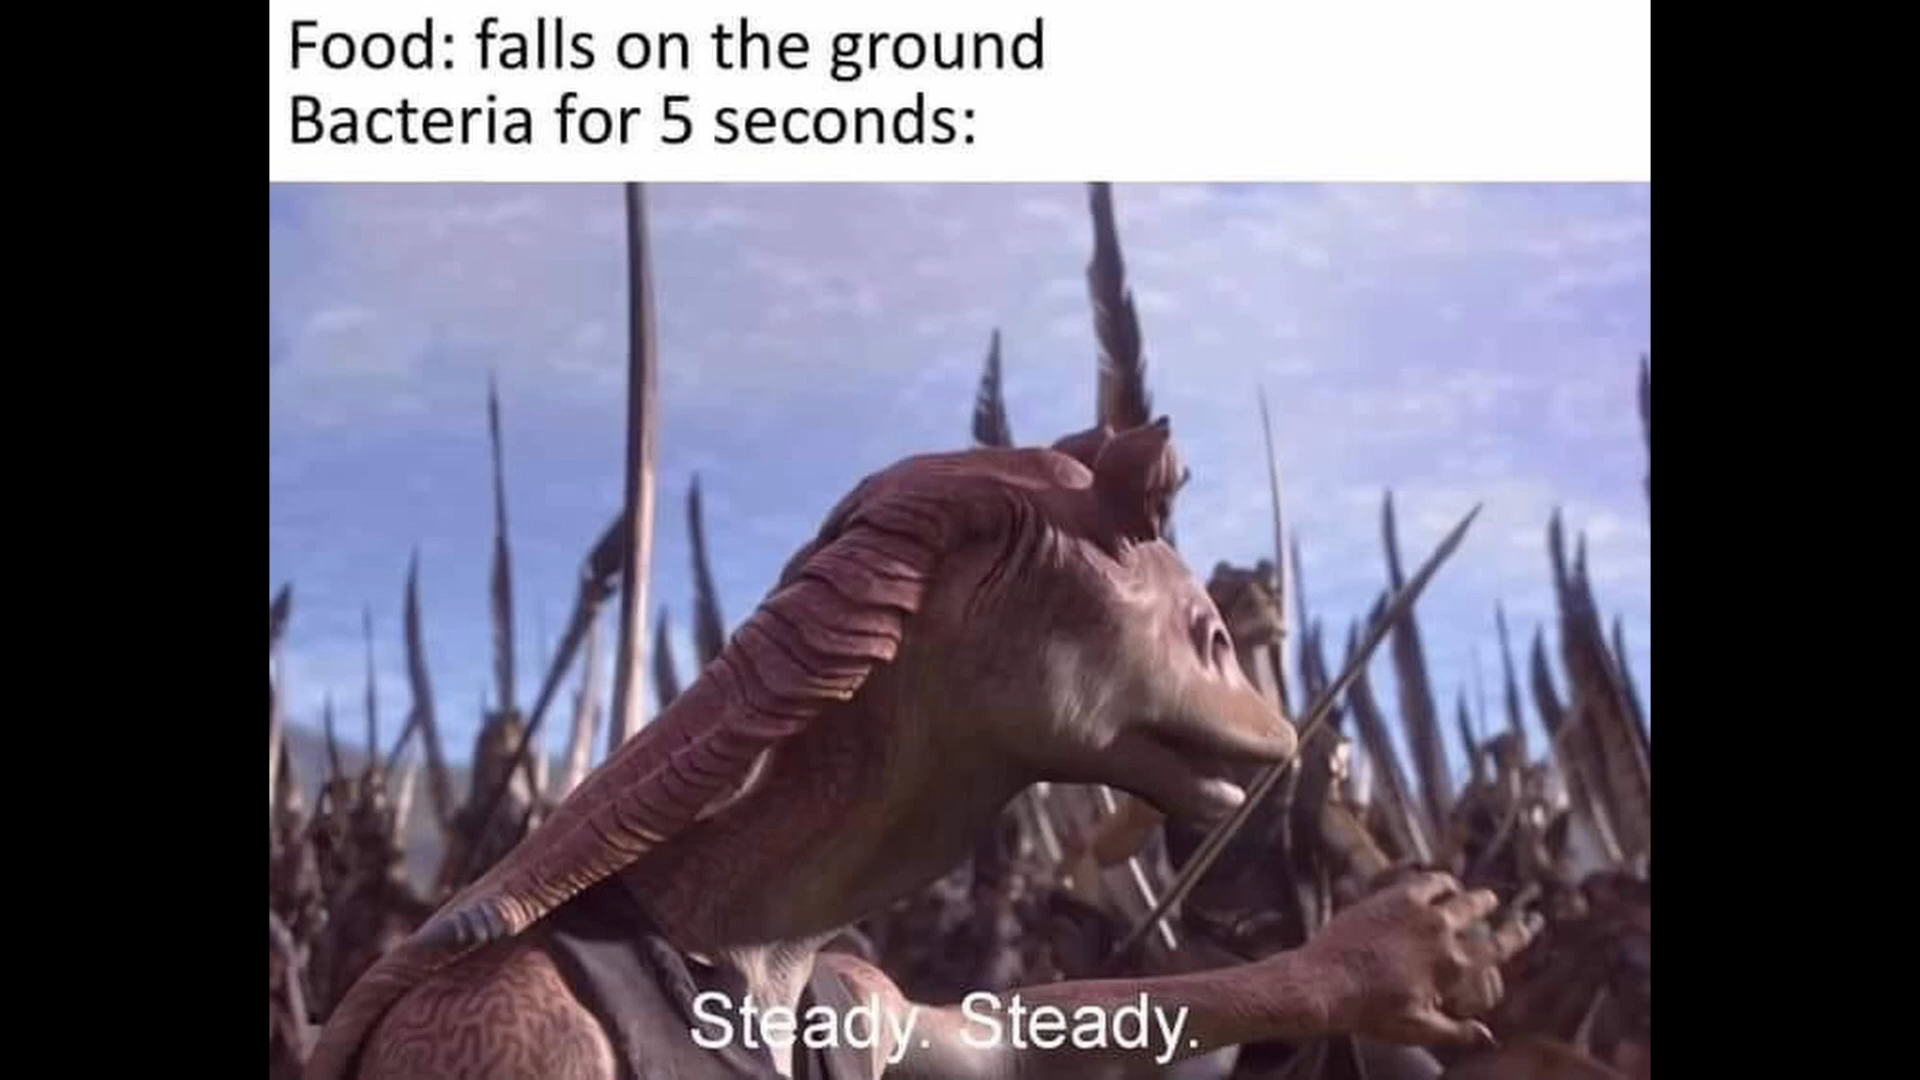 Food: falls on the ground
Bacteria for 5 seconds:
Steady. Steady.